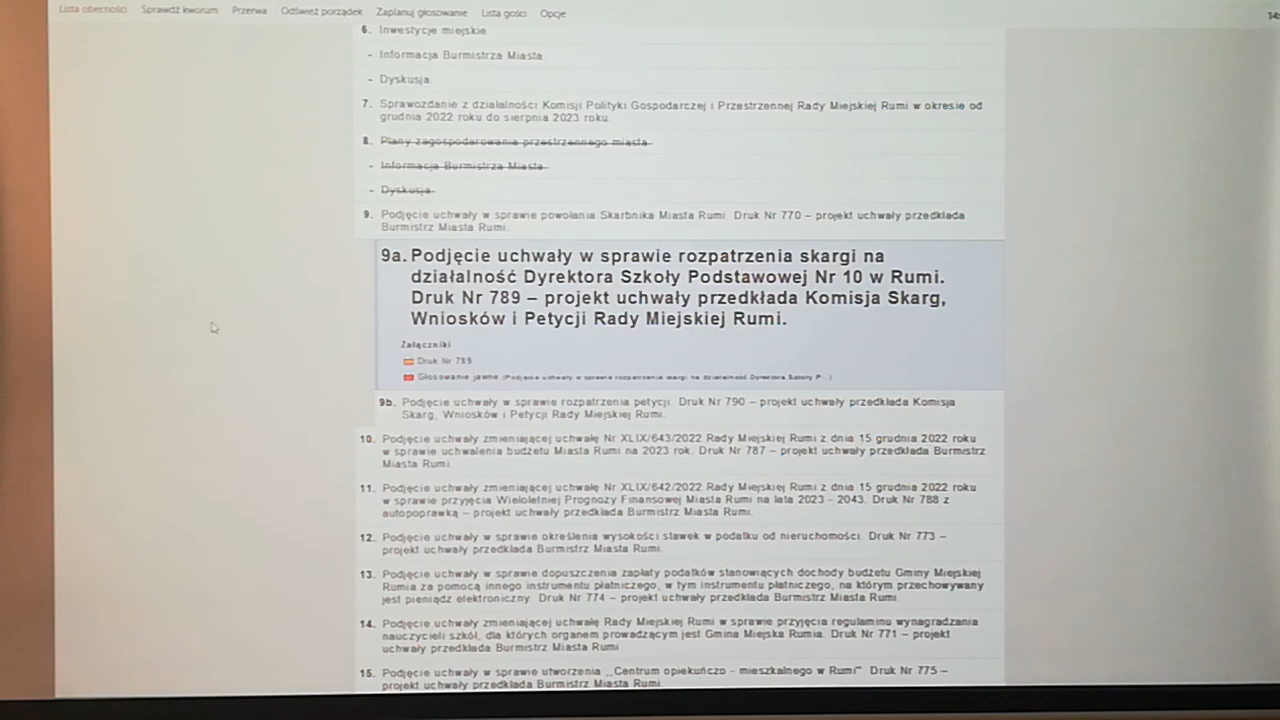 Lista obecności Sprawdź kworum Przerwa Odśwież porządek Zaplanuj głosowanie Lista gości Opcje
6. Inwestycje miejskie
- Informacja Burmistrza Miasta.
- Dyskusja.
7. Sprawozdanie z działalności Komisji Polityki Gospodarczej i Przestrzennej Rady Miejskiej Rumi w okresie od
grudnia 2022 roku do sierpnia 2023 roku.
8. Plany zagospodarowania przestrzennego miasta.
- Informacja Burmistrza Miasta.
- Dyskusja.
9. Podjęcie uchwały w sprawie powołania Skarbnika Miasta Rumi. Druk Nr 770 – projekt uchwały przedkłada
Burmistrz Miasta Rumi.
9a. Podjęcie uchwały w sprawie rozpatrzenia skargi na
działalność Dyrektora Szkoły Podstawowej Nr 10 w Rumi.
Druk Nr 789 – projekt uchwały przedkłada Komisja Skarg,
Wniosków i Petycji Rady Miejskiej Rumi.
Załączniki
Druk Nr 789
Głosowanie jawne (Podjęcie uchwały w sprawie rozpatrzenia skargi na działalność Dyrektora Szkoły P...)
9b. Podjęcie uchwały w sprawie rozpatrzenia petycji. Druk Nr 790 – projekt uchwały przedkłada Komisja
Skarg, Wniosków i Petycji Rady Miejskiej Rumi.
10. Podjęcie uchwały zmieniającej uchwałę Nr XLIX/643/2022 Rady Miejskiej Rumi z dnia 15 grudnia 2022 roku
w sprawie uchwalenia budżetu Miasta Rumi na 2023 rok. Druk Nr 787 – projekt uchwały przedkłada Burmistrz
Miasta Rumi.
11. Podjęcie uchwały zmieniającej uchwałę Nr XLIX/642/2022 Rady Miejskiej Rumi z dnia 15 grudnia 2022 roku
w sprawie przyjęcia Wieloletniej Prognozy Finansowej Miasta Rumi na lata 2023 - 2043. Druk Nr 788 z
autopoprawką – projekt uchwały przedkłada Burmistrz Miasta Rumi.
12. Podjęcie uchwały w sprawie określenia wysokości stawek w podatku od nieruchomości. Druk Nr 773 –
projekt uchwały przedkłada Burmistrz Miasta Rumi.
13. Podjęcie uchwały w sprawie dopuszczenia zapłaty podatków stanowiących dochody budżetu Gminy Miejskiej
Rumia za pomocą innego instrumentu płatniczego, w tym instrumentu płatniczego, na którym przechowywany
jest pieniądz elektroniczny. Druk Nr 774 – projekt uchwały przedkłada Burmistrz Miasta Rumi.
14. Podjęcie uchwały zmieniającej uchwałę Rady Miejskiej Rumi w sprawie przyjęcia regulaminu wynagradzania
nauczycieli szkół, dla których organem prowadzącym jest Gmina Miejska Rumia. Druk Nr 771 – projekt
uchwały przedkłada Burmistrz Miasta Rumi
15. Podjęcie uchwały w sprawie utworzenia ,,Centrum opiekuńczo - mieszkalnego w Rumi" Druk Nr 775 –
projekt uchwały przedkłada Burmistrz Miasta Rumi.